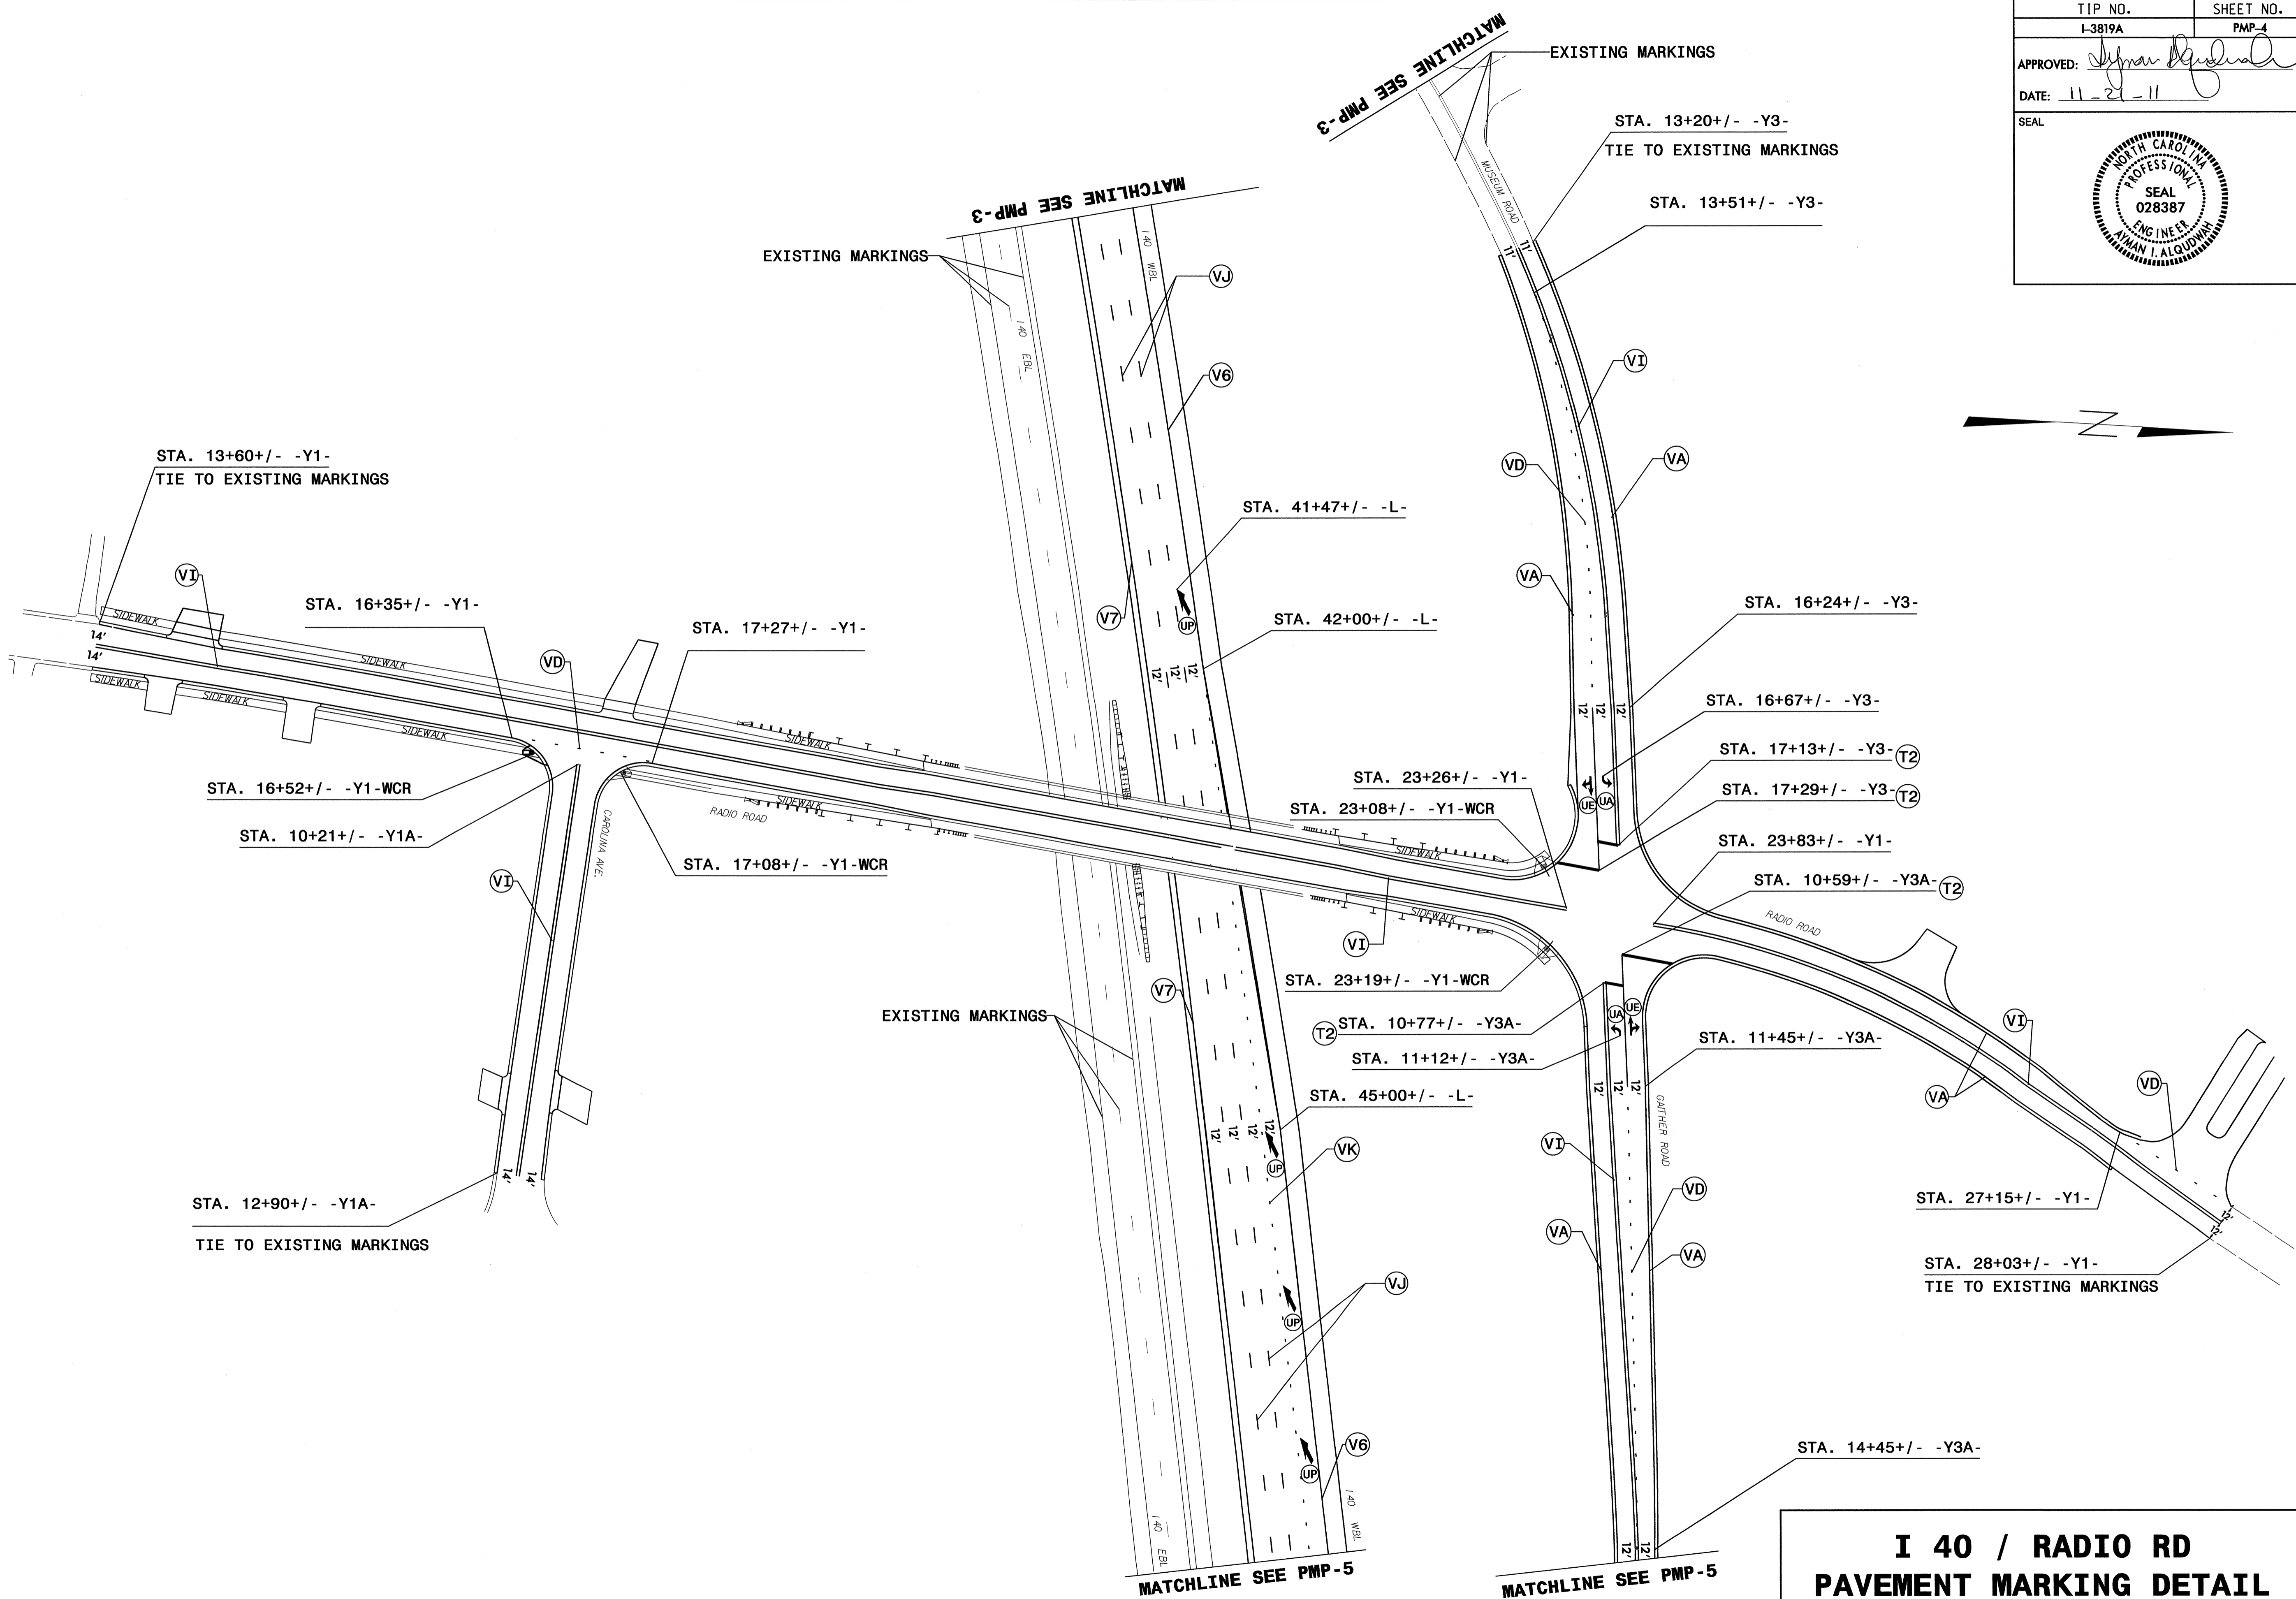 TIP NO. SHEET NO.
I-3819A PMP-4
APPROVED:
DATE: 11-21-11
SEAL
NORTH CAROLINA
PROFESSIONAL
SEAL
028387
ENGINEER
AYMAN I. ALQUDWAH
MATCHLINE SEE PMP-3
EXISTING MARKINGS
STA. 13+20+/- -Y3-
TIE TO EXISTING MARKINGS
MUSEUM ROAD
STA. 13+51+/- -Y3-
11' 11'
MATCHLINE SEE PMP-3
EXISTING MARKINGS
I 40 WBL
I 40 EBL
VJ
V6
VI
VA
VD
N
STA. 13+60+/- -Y1-
TIE TO EXISTING MARKINGS
STA. 41+47+/- -L-
VI
STA. 16+35+/- -Y1-
VA
STA. 16+24+/- -Y3-
SIDEWALK
V7
UP
STA. 42+00+/- -L-
STA. 17+27+/- -Y1-
14'
14'
SIDEWALK
VD
12' 12' 12'
SIDEWALK
SIDEWALK
SIDEWALK
STA. 16+67+/- -Y3-
12' 12' 12'
SIDEWALK
STA. 17+13+/- -Y3- T2
STA. 23+26+/- -Y1-
STA. 16+52+/- -Y1-WCR
STA. 17+29+/- -Y3- T2
UE UA
SIDEWALK
STA. 23+08+/- -Y1-WCR
RADIO ROAD
STA. 10+21+/- -Y1A-
CAROLINA AVE.
STA. 23+83+/- -Y1-
SIDEWALK
STA. 17+08+/- -Y1-WCR
VI
STA. 10+59+/- -Y3A- T2
SIDEWALK
RADIO ROAD
VI
STA. 23+19+/- -Y1-WCR
V7
EXISTING MARKINGS
T2 STA. 10+77+/- -Y3A-
UA UE
VI
STA. 11+12+/- -Y3A-
STA. 11+45+/- -Y3A-
12' 12' 12'
VA
VD
STA. 45+00+/- -L-
12' 12' 12' 12'
GAITHER ROAD
VK
VI
UP
14' 14'
VD
STA. 12+90+/- -Y1A-
TIE TO EXISTING MARKINGS
STA. 27+15+/- -Y1-
VA
VA
12'
12'
STA. 28+03+/- -Y1-
TIE TO EXISTING MARKINGS
VJ
UP
V6
UP
STA. 14+45+/- -Y3A-
I 40 EBL
I 40 WBL
12' 12'
MATCHLINE SEE PMP-5
MATCHLINE SEE PMP-5
I 40 / RADIO RD
PAVEMENT MARKING DETAIL